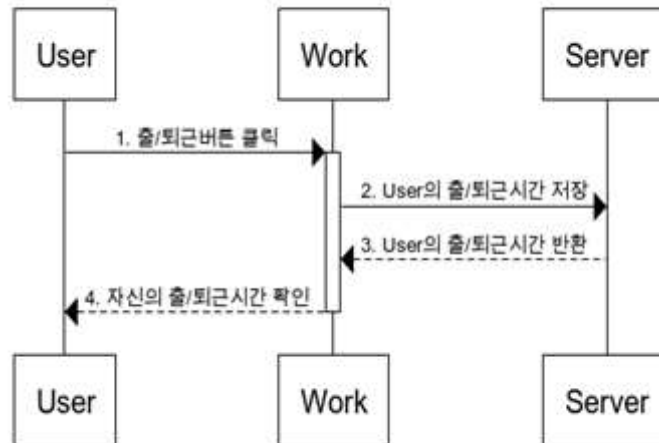 User Work Server
1. 출/퇴근버튼 클릭
2. User의 출/퇴근시간 저장
3. User의 출/퇴근시간 반환
4. 자신의 출/퇴근시간 확인
User Work Server